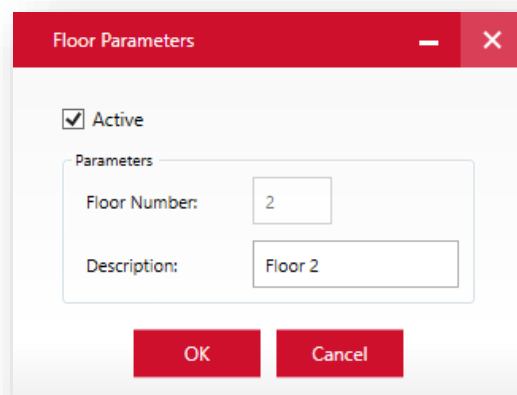 Floor Parameters
Active
Parameters
Floor Number: 2
Description: Floor 2
OK Cancel